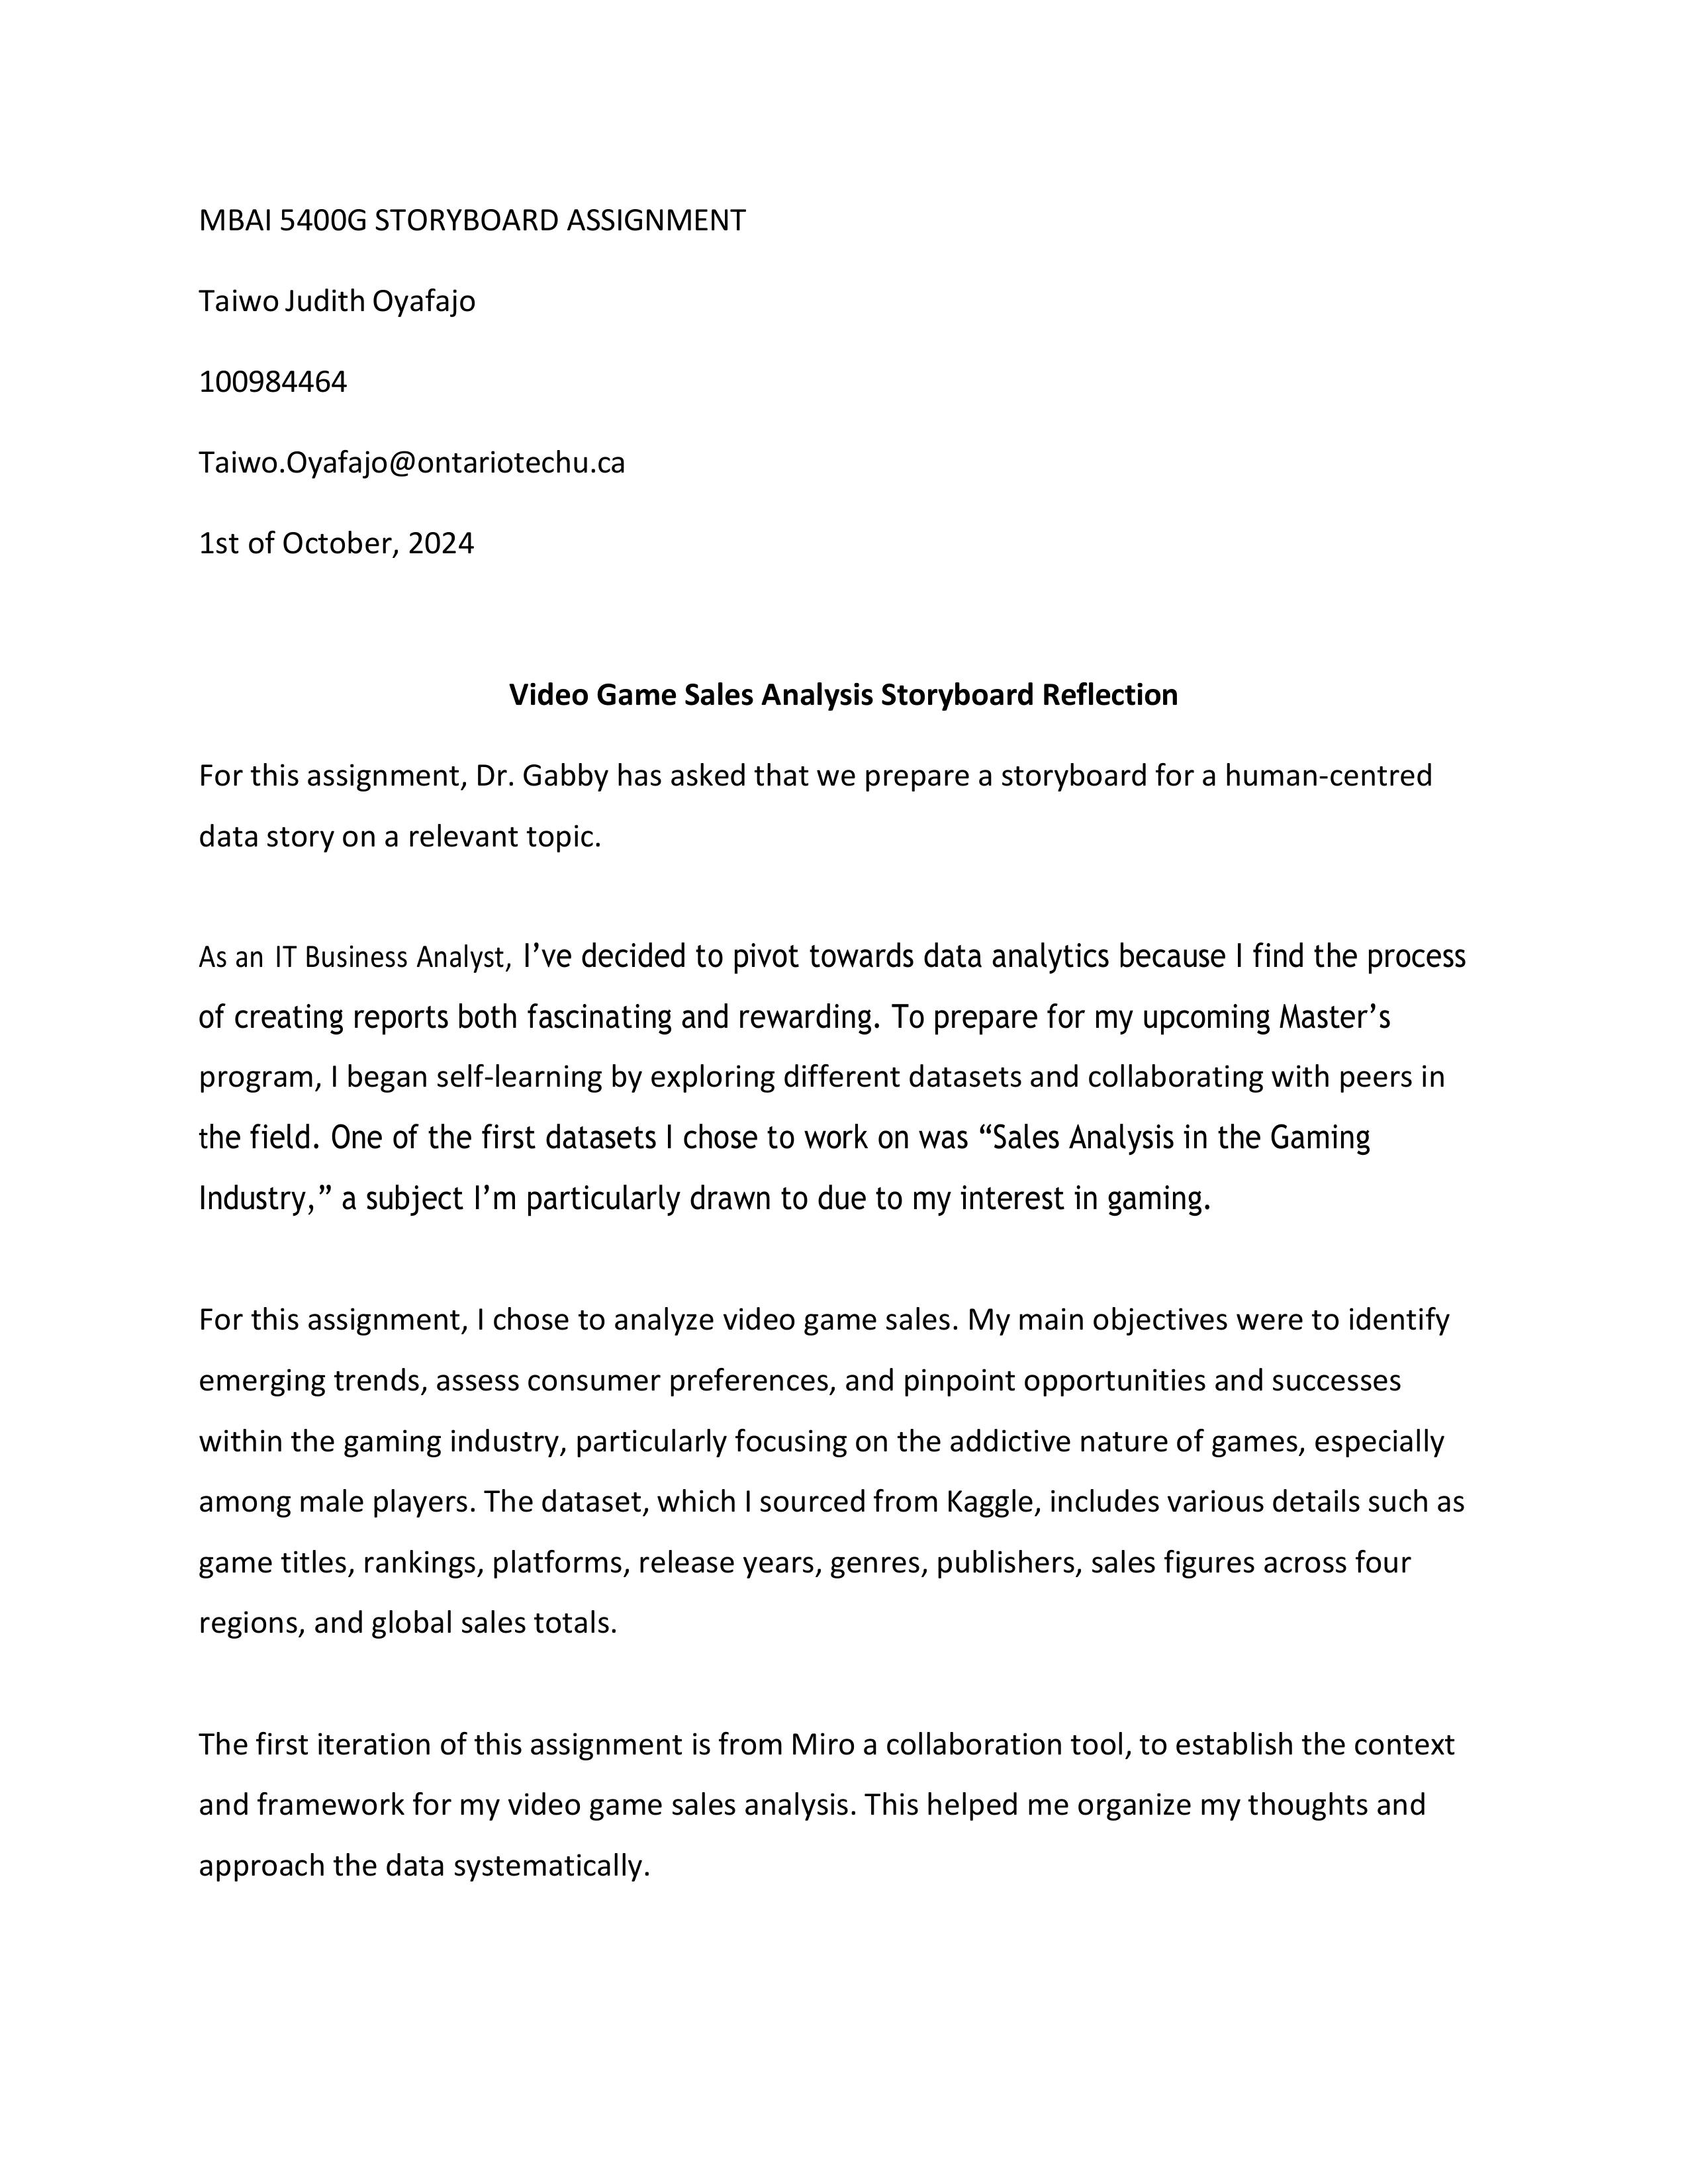 MBAI 5400G STORYBOARD ASSIGNMENT
Taiwo Judith Oyafajo
100984464
Taiwo.Oyafajo@ontariotechu.ca
1st of October, 2024
Video Game Sales Analysis Storyboard Reflection
For this assignment, Dr. Gabby has asked that we prepare a storyboard for a human-centred
data story on a relevant topic.
As an IT Business Analyst, I’ve decided to pivot towards data analytics because I find the process
of creating reports both fascinating and rewarding. To prepare for my upcoming Master’s
program, I began self-learning by exploring different datasets and collaborating with peers in
the field. One of the first datasets I chose to work on was “Sales Analysis in the Gaming
Industry,” a subject I’m particularly drawn to due to my interest in gaming.
For this assignment, I chose to analyze video game sales. My main objectives were to identify
emerging trends, assess consumer preferences, and pinpoint opportunities and successes
within the gaming industry, particularly focusing on the addictive nature of games, especially
among male players. The dataset, which I sourced from Kaggle, includes various details such as
game titles, rankings, platforms, release years, genres, publishers, sales figures across four
regions, and global sales totals.
The first iteration of this assignment is from Miro a collaboration tool, to establish the context
and framework for my video game sales analysis. This helped me organize my thoughts and
approach the data systematically.